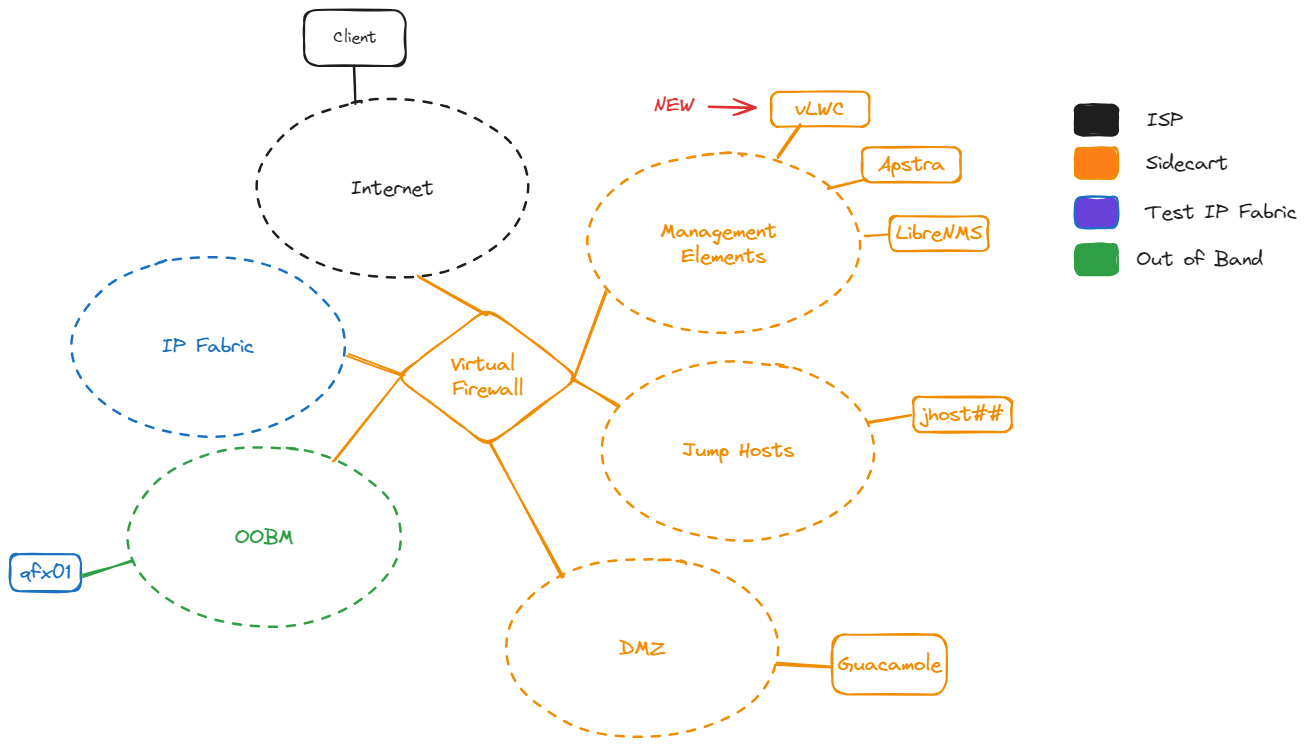 Client
NEW
vLWC
Apstra
LibreNMS
Internet
Management
Elements
IP Fabric
Virtual
Firewall
Jump Hosts
jhost##
OOBM
qfx01
DMZ
Guacamole
ISP
Sidecart
Test IP Fabric
Out of Band